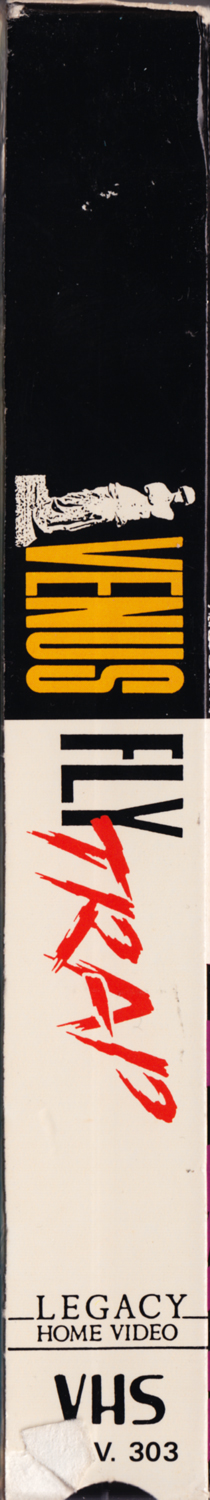 VENUS
FLY
TRAP
LEGACY
HOME VIDEO
VHS
V. 303